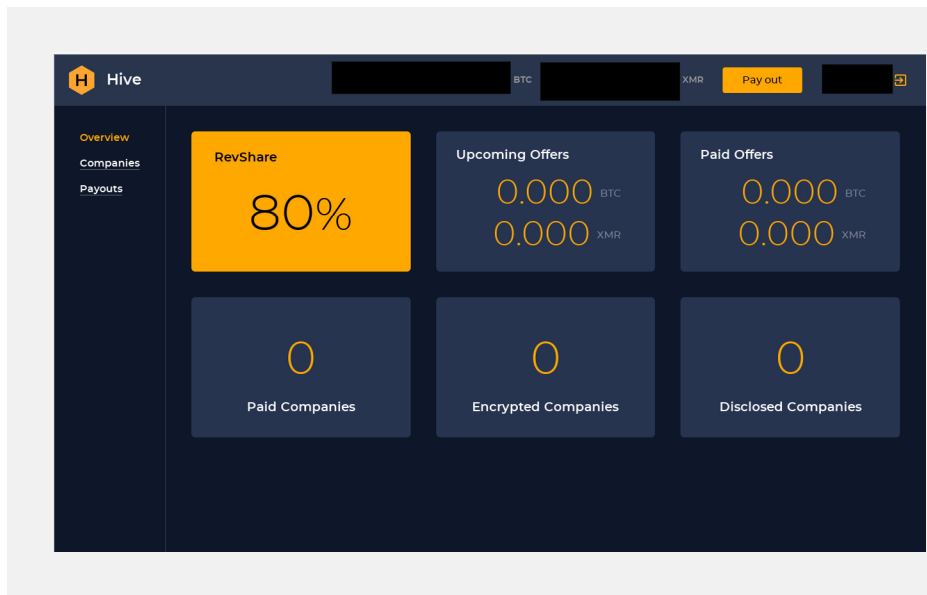 H Hive BTC XMR Pay out
Overview
Companies
Payouts
RevShare
80%
Upcoming Offers
0.000 BTC
0.000 XMR
Paid Offers
0.000 BTC
0.000 XMR
0
Paid Companies
0
Encrypted Companies
0
Disclosed Companies